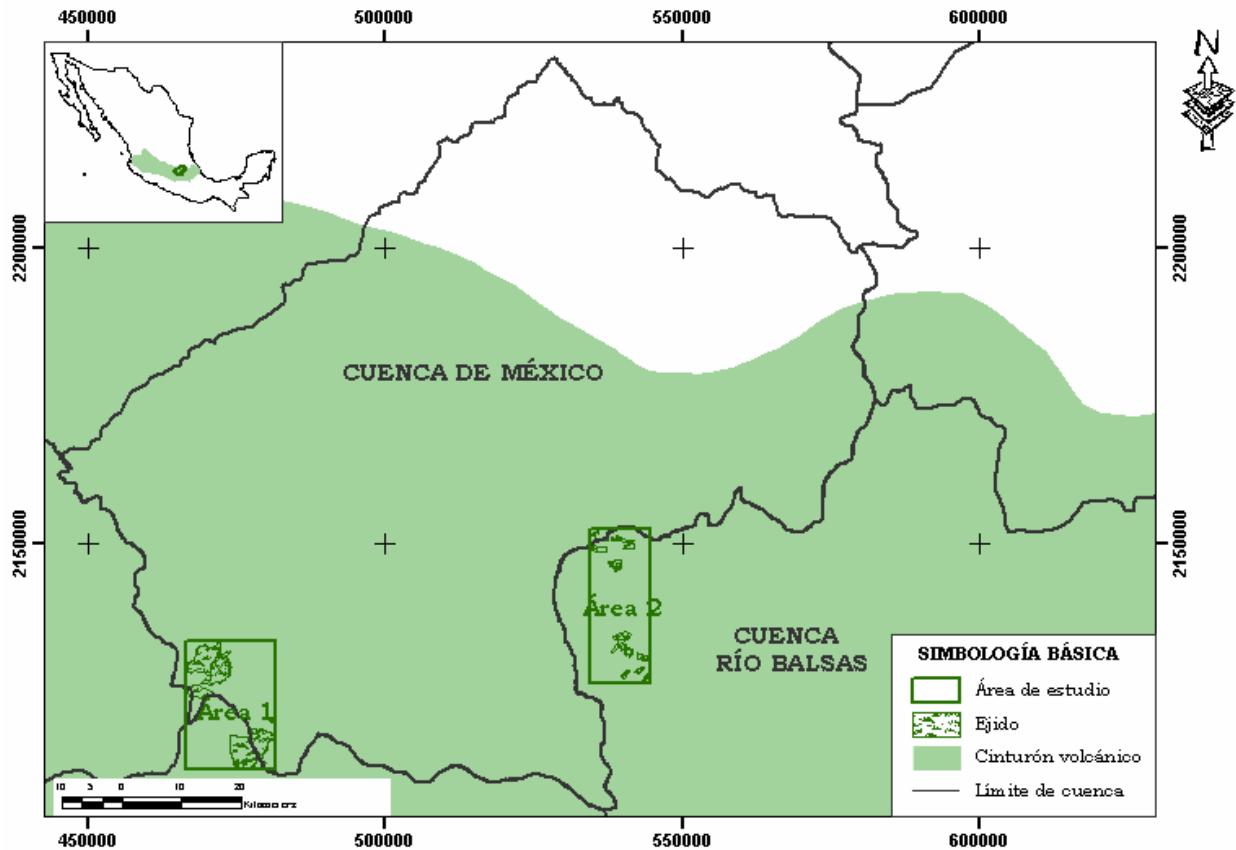 450000 500000 550000 600000
N
2200000 2200000
CUENCA DE MÉXICO
2150000 2150000
Área 2
CUENCA
RÍO BALSAS
Área 1
SIMBOLOGÍA BÁSICA
Área de estudio
Ejido
Cinturón volcánico
Límite de cuenca
10 5 0 10 20
450000 500000 550000 600000